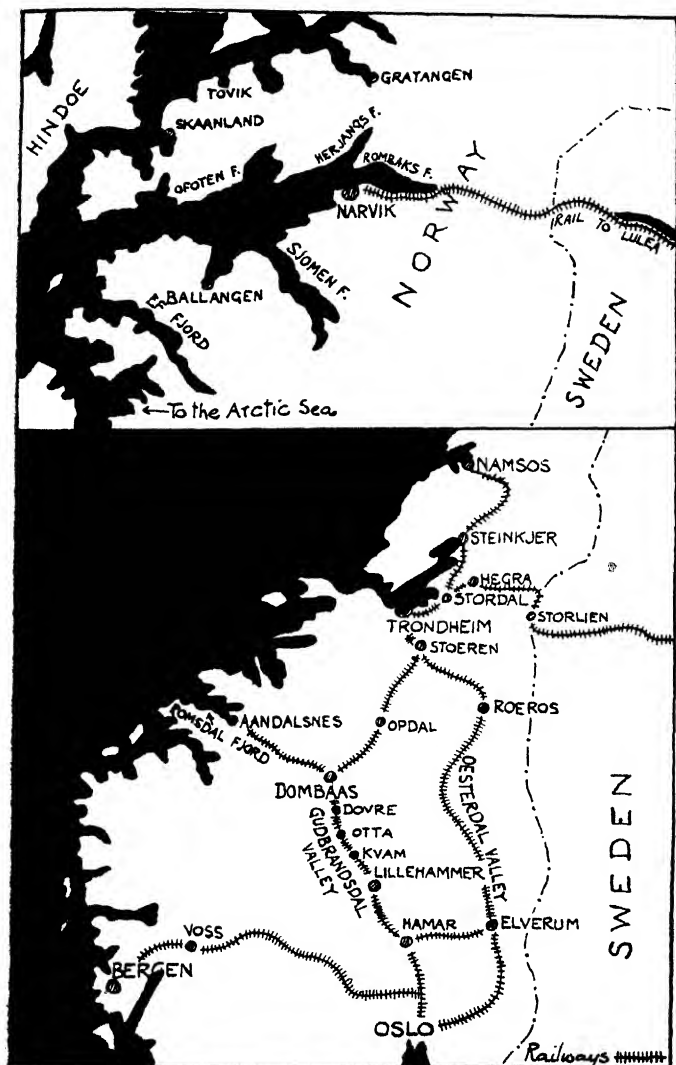 HINDOE
TOVIK
GRATANGEN
SKAANLAND
HERJANGS F.
ROMBAKS F.
OFOTEN F.
NARVIK
NORWAY
RAIL TO LULEA
SJOMEN F.
BALLANGEN
FJORD
SWEDEN
←To the Arctic Sea
NAMSOS
STEINKJER
HEGRA
STORDAL
STORLIEN
TRONDHEIM
STOEREN
ROEROS
AANDALSNES
ROMSDAL FJORD
OPDAL
DOMBAAS
DOVRE
OTTA
KVAM
GUDBRANDSDAL
VALLEY
OESTERDAL VALLEY
LILLEHAMMER
SWEDEN
HAMAR
ELVERUM
VOSS
BERGEN
OSLO
Railways